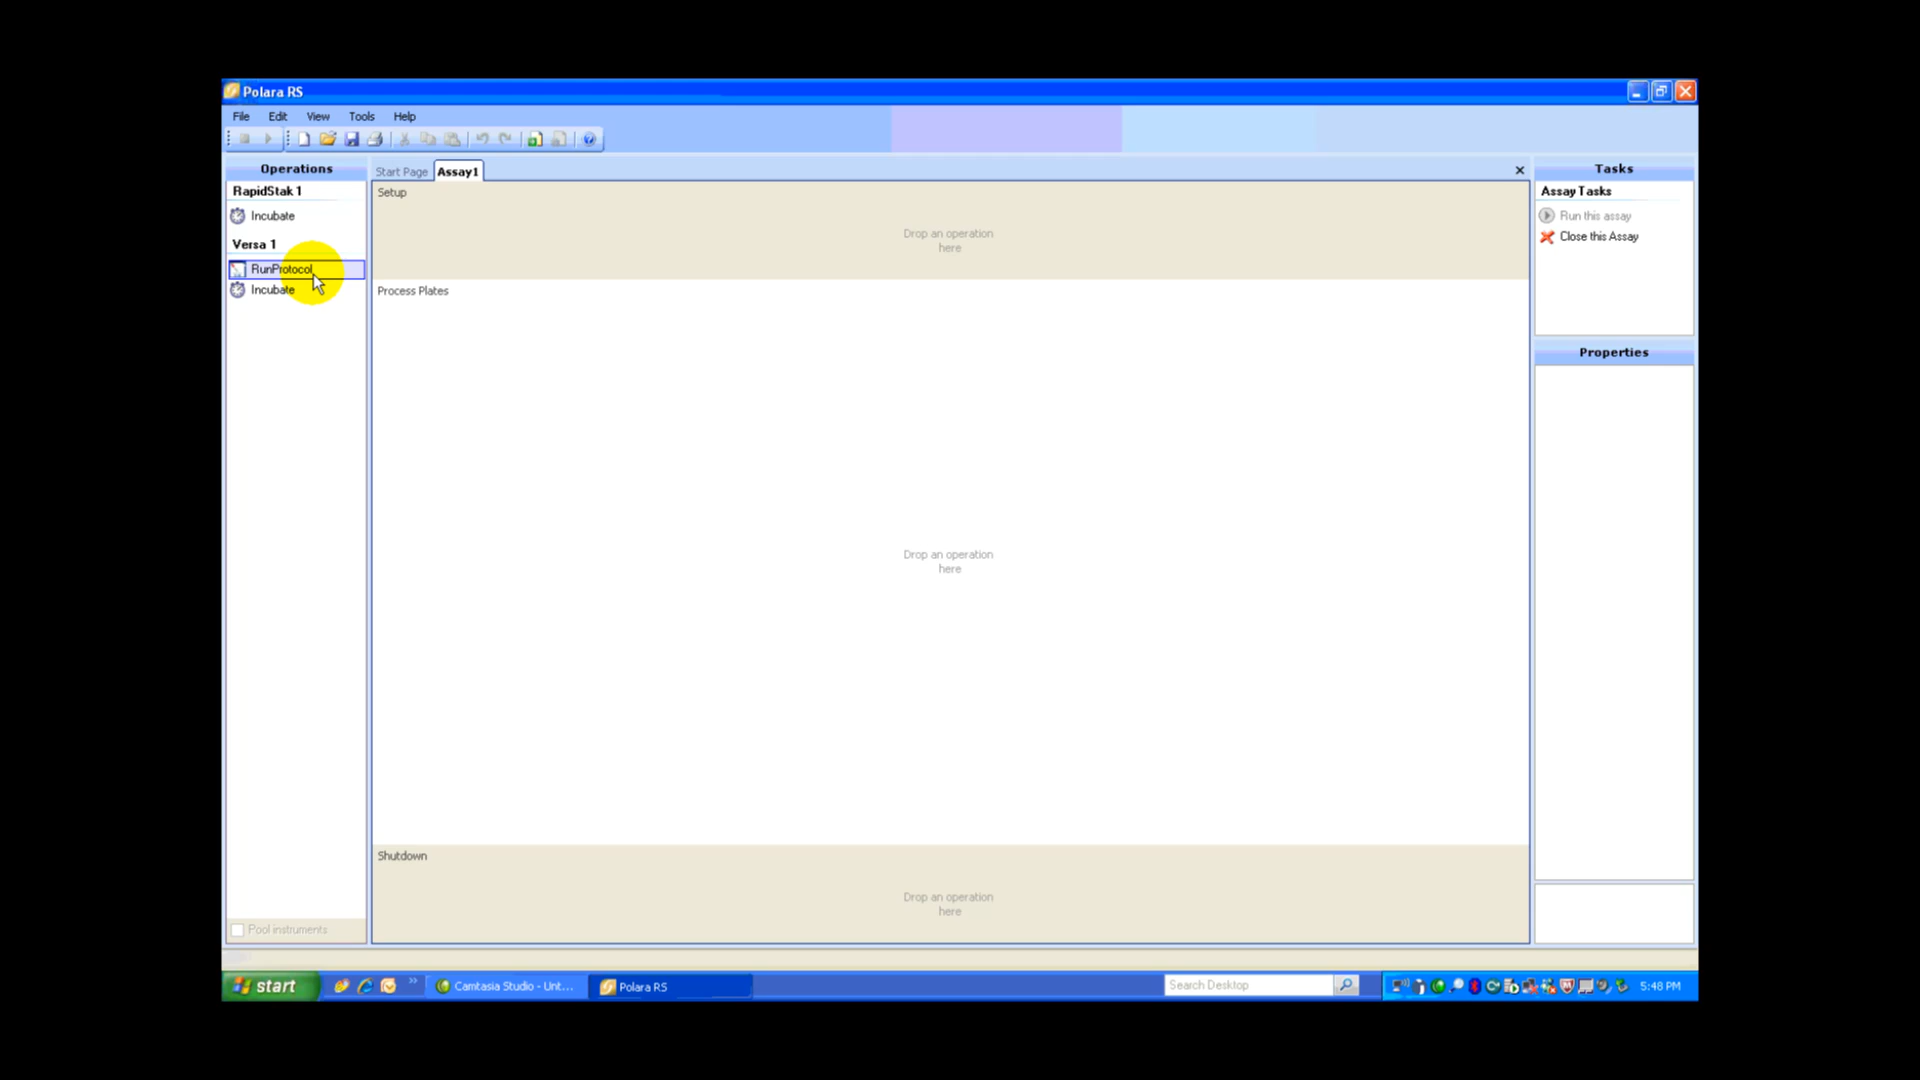 Polara RS
File Edit View Tools Help
Operations
RapidStak 1
Incubate
Versa 1
RunProtocol
Incubate
Pool instruments
Start Page Assay1
Setup
Drop an operation
here
Process Plates
Drop an operation
here
Shutdown
Drop an operation
here
Tasks
Assay Tasks
Run this assay
Close this Assay
Properties
start
Camtasia Studio - Unt...
Polara RS
Search Desktop
5:48 PM